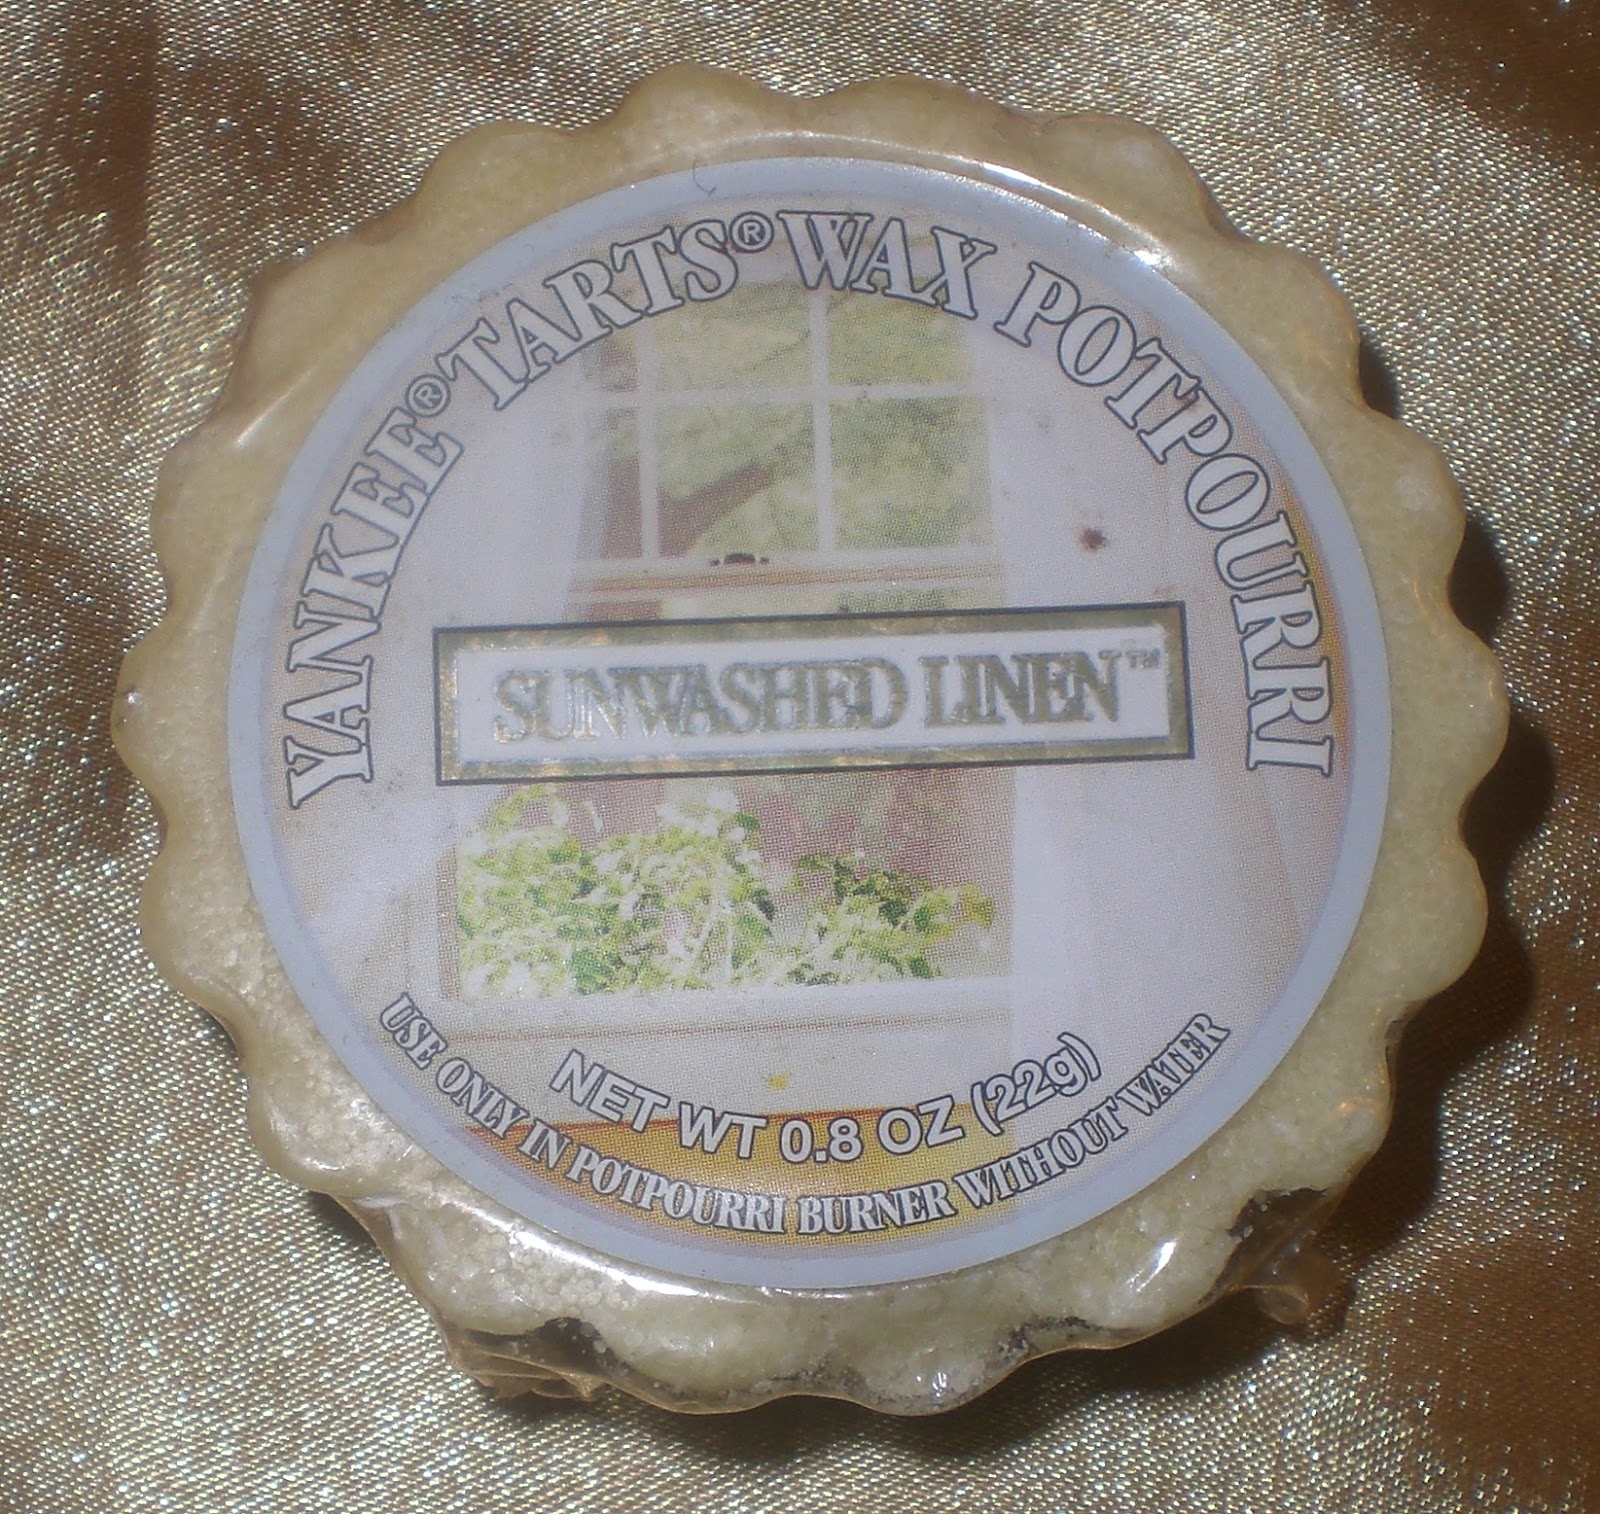 YANKEE® TARTS® WAX POTPOURRI
SUNWASHED LINEN™
NET WT 0.8 OZ (22g)
USE ONLY IN POTPOURRI BURNER WITHOUT WATER